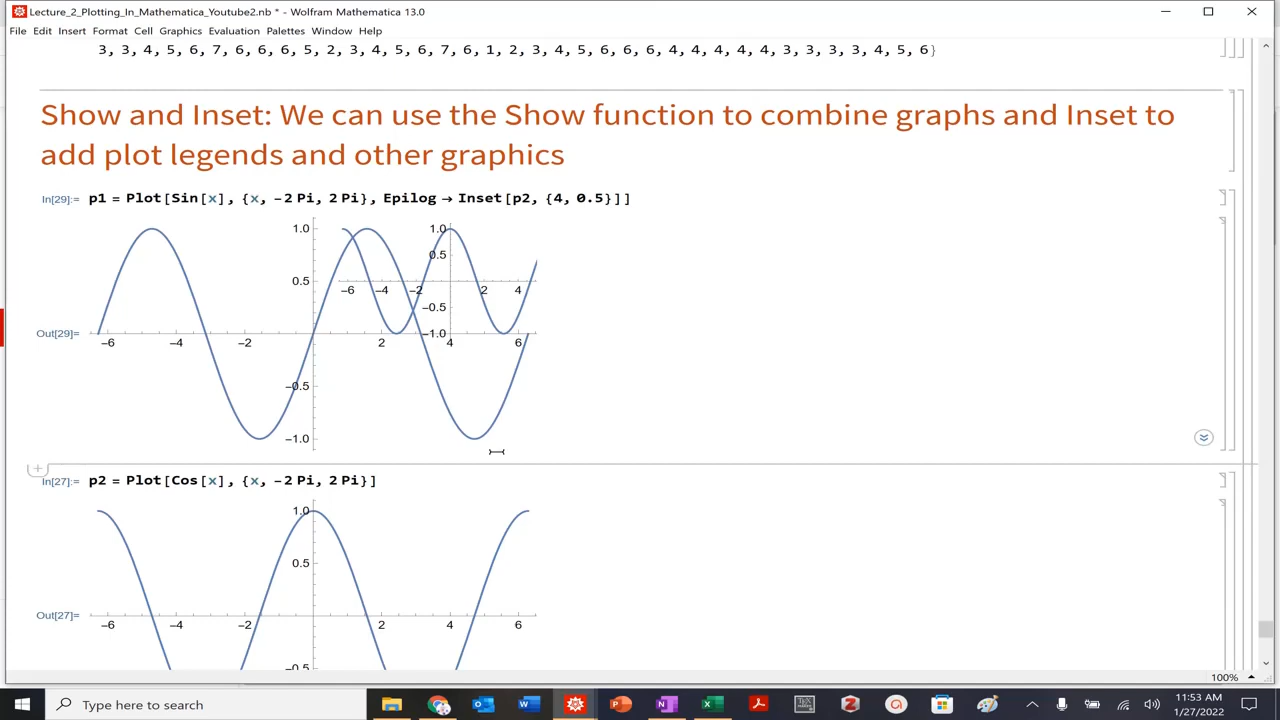 Lecture_2_Plotting_In_Mathematica_Youtube2.nb * - Wolfram Mathematica 13.0
File Edit Insert Format Cell Graphics Evaluation Palettes Window Help
3, 3, 4, 5, 6, 7, 6, 6, 6, 5, 2, 3, 4, 5, 6, 7, 6, 1, 2, 3, 4, 5, 6, 6, 6, 4, 4, 4, 4, 4, 3, 3, 3, 3, 4, 5, 6}
Show and Inset: We can use the Show function to combine graphs and Inset to
add plot legends and other graphics
In[29]:= p1 = Plot[Sin[x], {x, -2 Pi, 2 Pi}, Epilog → Inset[p2, {4, 0.5}]]
1.0 1.0
0.5
0.5
-6 -4 -2 2 4
-0.5
Out[29]= -1.0
-6 -4 -2 2 4 6
-0.5
-1.0
In[27]:= p2 = Plot[Cos[x], {x, -2 Pi, 2 Pi}]
1.0
0.5
Out[27]=
-6 -4 -2 2 4 6
-0.5
100%
Type here to search
11:53 AM
1/27/2022